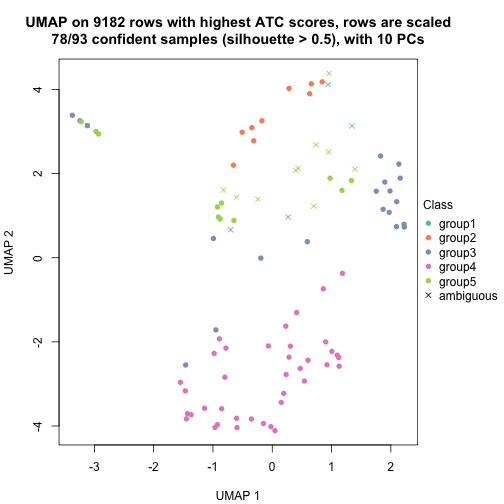 UMAP on 9182 rows with highest ATC scores, rows are scaled
78/93 confident samples (silhouette > 0.5), with 10 PCs
4
2
0
-2
-4
UMAP 2
-3
-2
-1
0
1
2
UMAP 1
Class
group1
group2
group3
group4
group5
ambiguous